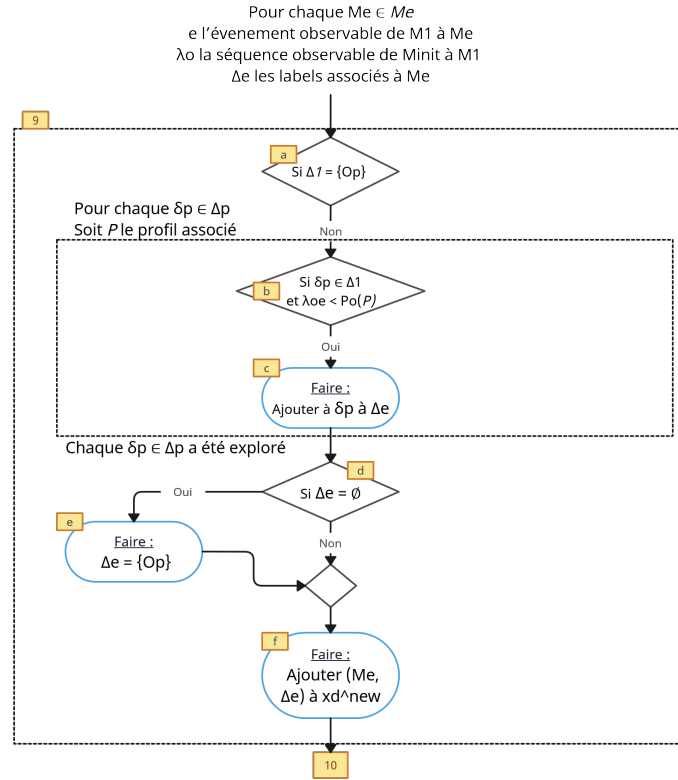 Pour chaque Me ∈ Me
e l'évenement observable de M1 à Me
λo la séquence observable de Minit à M1
Δe les labels associés à Me
9
a
Si Δ1 = {Op}
Pour chaque δp ∈ Δp
Soit P le profil associé
Non
b
Si δp ∈ Δ1
et λoe < Po(P)
Oui
c
Faire :
Ajouter à δp à Δe
Chaque δp ∈ Δp a été exploré
d
Si Δe = ∅
Oui
e
Faire :
Δe = {Op}
Non
f
Faire :
Ajouter (Me,
Δe) à xd^new
10